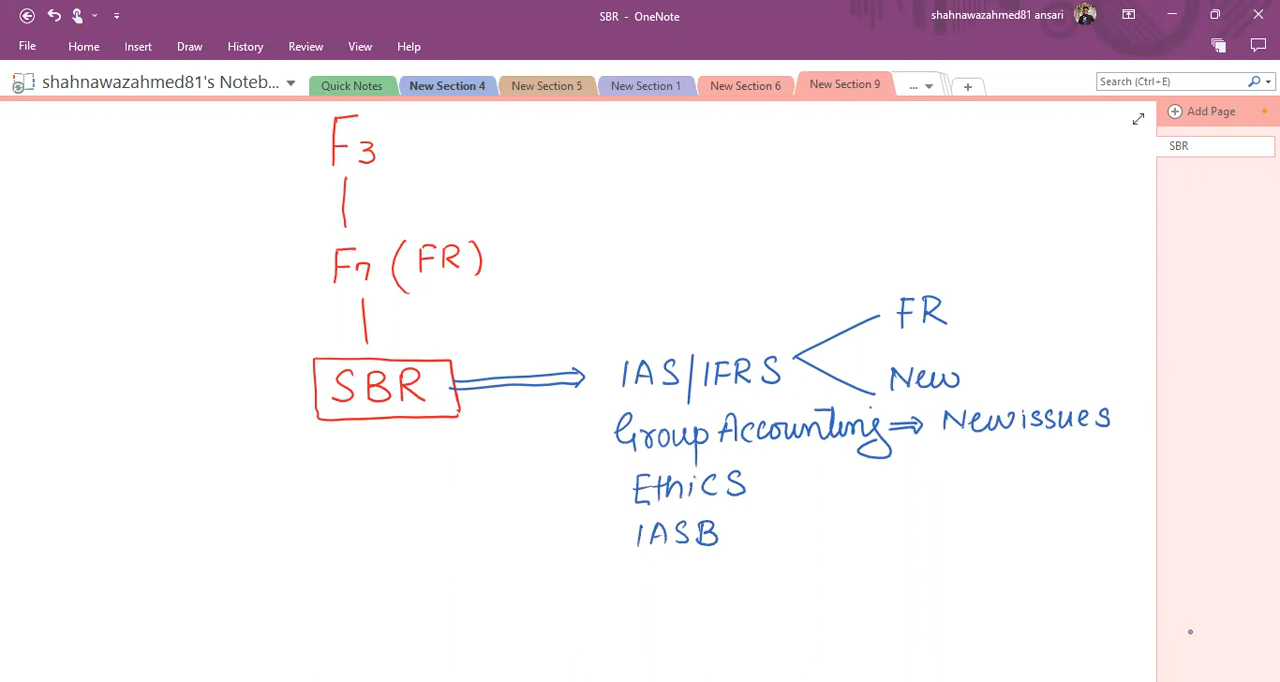 SBR - OneNote
shahnawazahmed81 ansari
File Home Insert Draw History Review View Help
shahnawazahmed81's Noteb... Quick Notes New Section 4 New Section 5 New Section 1 New Section 6 New Section 9 ... + Search (Ctrl+E)
Add Page
SBR
F3
F7 (FR)
SBR
IAS/IFRS
FR
New
Group Accounting ⇒ New issues
Ethics
IASB